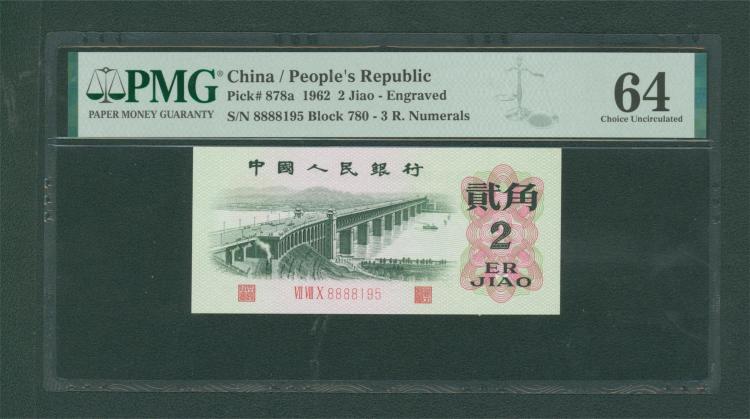 PMG®
PAPER MONEY GUARANTY
China / People's Republic
Pick# 878a 1962 2 Jiao - Engraved
S/N 8888195 Block 780 - 3 R. Numerals
64
Choice Uncirculated
中國人民銀行
貳角
2
ER
JIAO
VII VIII X 8888195